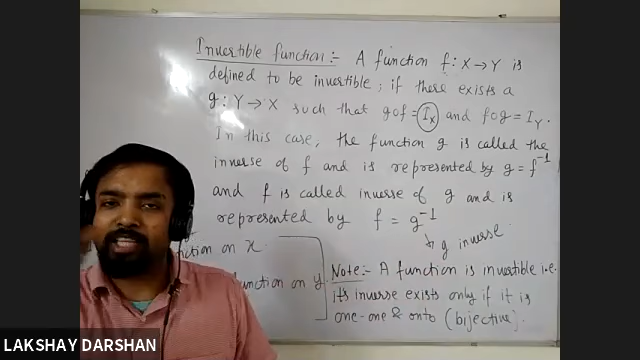 Invertible function :- A function f: X → Y is
defined to be invertible; if there exists a
g: Y → X such that gof = I_X and fog = I_Y.
In this case, the function g is called the
inverse of f and is represented by g = f⁻¹
and f is called inverse of g and is
represented by f = g⁻¹
↳ g inverse.
function on x.
function on y.
Note:- A function is invertible i.e.
its inverse exists only if it is
one-one & onto (bijective).
LAKSHAY DARSHAN